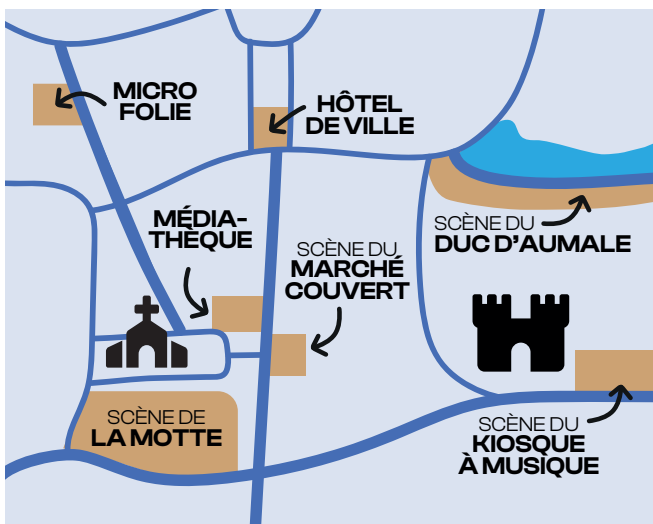 MICRO
FOLIE
HÔTEL
DE VILLE
MÉDIA-
THÈQUE
SCÈNE DU
MARCHÉ
COUVERT
SCÈNE DU
DUC D'AUMALE
SCÈNE DE
LA MOTTE
SCÈNE DU
KIOSQUE
À MUSIQUE